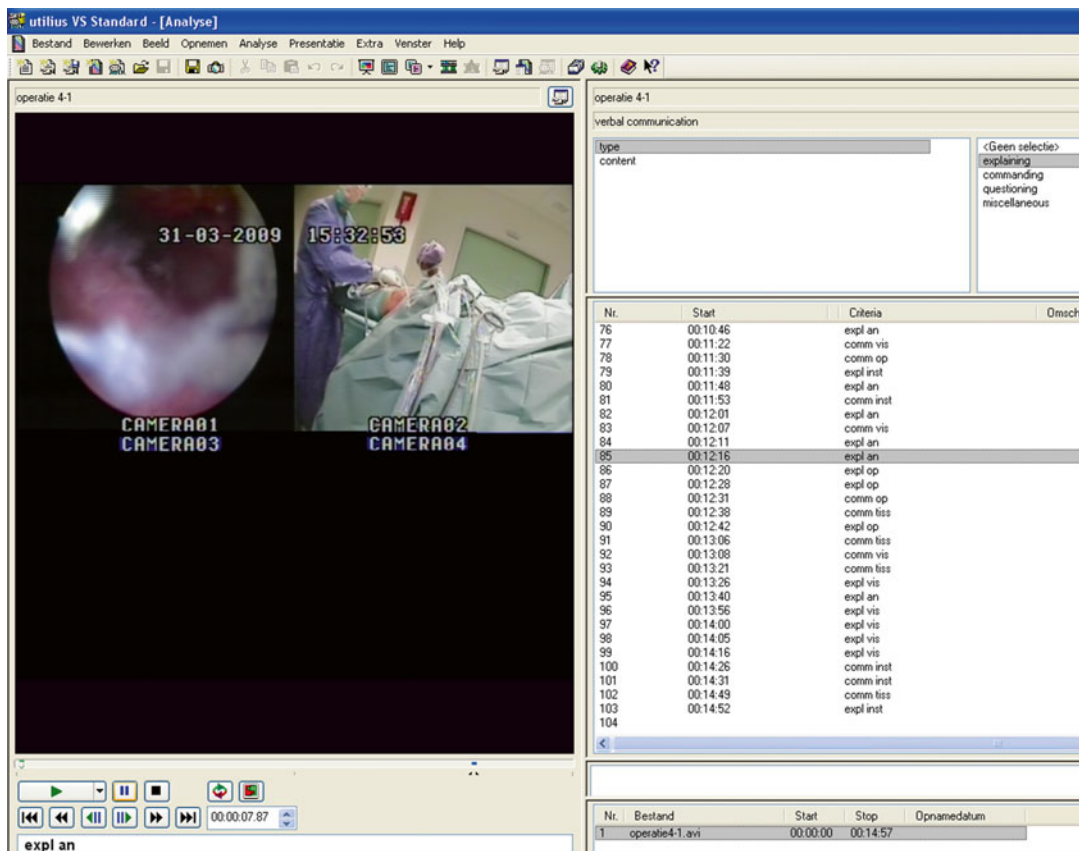 utilius VS Standard - [Analyse]
Bestand Bewerken Beeld Opnemen Analyse Presentatie Extra Venster Help
operatie 4-1
31-03-2009 15:32:53
CAMERA01 CAMERA02
CAMERA03 CAMERA04
00:00:07.87
expl an
operatie 4-1
verbal communication
type
content
<Geen selectie>
explaining
commanding
questioning
miscellaneous
Nr. Start Criteria Omsch
76 00:10:46 expl an
77 00:11:22 comm vis
78 00:11:30 comm op
79 00:11:39 expl inst
80 00:11:48 expl an
81 00:11:53 comm inst
82 00:12:01 expl an
83 00:12:07 comm vis
84 00:12:11 expl an
85 00:12:16 expl an
86 00:12:20 expl op
87 00:12:28 expl op
88 00:12:31 comm op
89 00:12:38 comm tiss
90 00:12:42 expl op
91 00:13:06 comm tiss
92 00:13:08 comm vis
93 00:13:21 comm tiss
94 00:13:26 expl vis
95 00:13:40 expl an
96 00:13:56 expl vis
97 00:14:00 expl vis
98 00:14:05 expl vis
99 00:14:16 expl vis
100 00:14:26 comm inst
101 00:14:31 comm inst
102 00:14:49 comm tiss
103 00:14:52 expl inst
104
Nr. Bestand Start Stop Opnamedatum
1 operatie4-1.avi 00:00:00 00:14:57